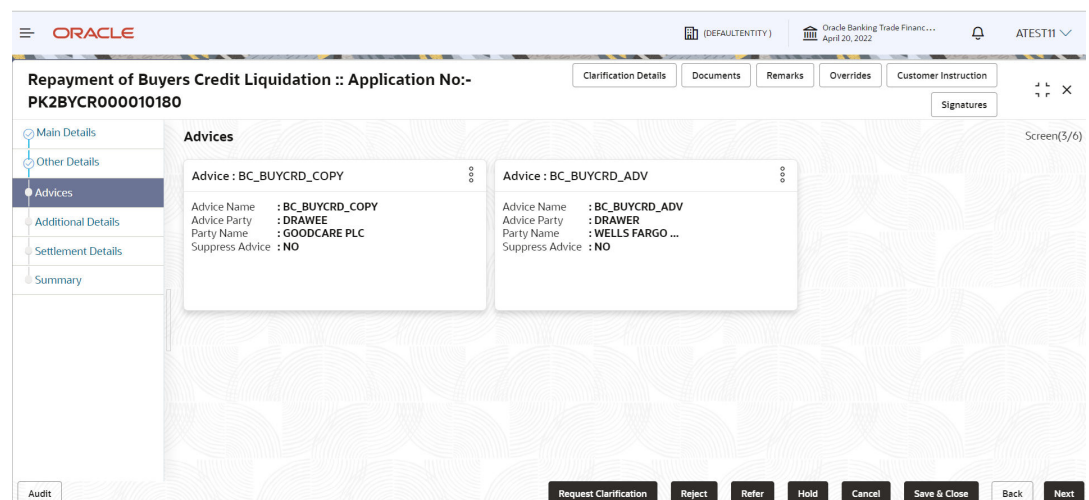 ORACLE
(DEFAULTENTITY)
Oracle Banking Trade Financ...
April 20, 2022
ATEST11
Repayment of Buyers Credit Liquidation :: Application No:-
PK2BYCR000010180
Clarification Details
Documents
Remarks
Overrides
Customer Instruction
Signatures
Main Details
Other Details
Advices
Additional Details
Settlement Details
Summary
Advices
Screen(3/6)
Advice : BC_BUYCRD_COPY
Advice Name : BC_BUYCRD_COPY
Advice Party : DRAWEE
Party Name : GOODCARE PLC
Suppress Advice : NO
Advice : BC_BUYCRD_ADV
Advice Name : BC_BUYCRD_ADV
Advice Party : DRAWER
Party Name : WELLS FARGO ...
Suppress Advice : NO
Audit
Request Clarification
Reject
Refer
Hold
Cancel
Save & Close
Back
Next